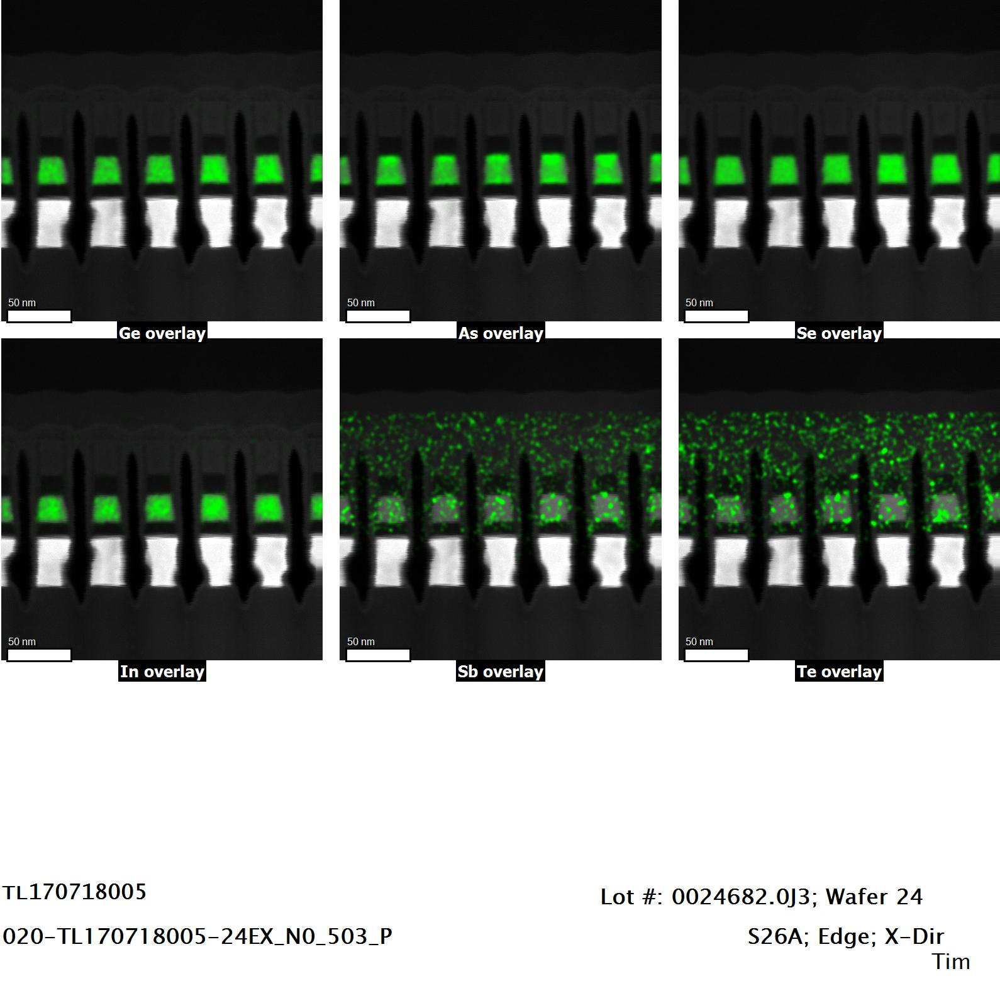 50 nm
50 nm
50 nm
Ge overlay
As overlay
Se overlay
50 nm
50 nm
50 nm
In overlay
Sb overlay
Te overlay
TL170718005
Lot #: 0024682.0J3; Wafer 24
020-TL170718005-24EX_N0_503_P
S26A; Edge; X-Dir
Tim